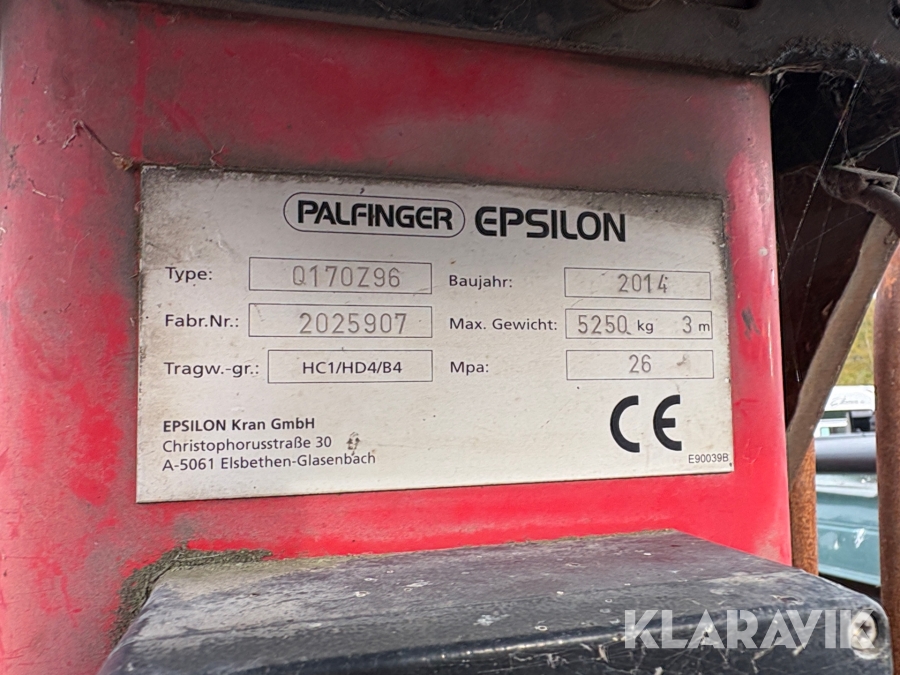 PALFINGER EPSILON
Type: Q170Z96 Baujahr: 2014
Fabr.Nr.: 2025907 Max. Gewicht: 5250 kg 3 m
Tragw.-gr.: HC1/HD4/B4 Mpa: 26
EPSILON Kran GmbH
Christophorusstraße 30
A-5061 Elsbethen-Glasenbach
CE
E90039B
KLARAVIK